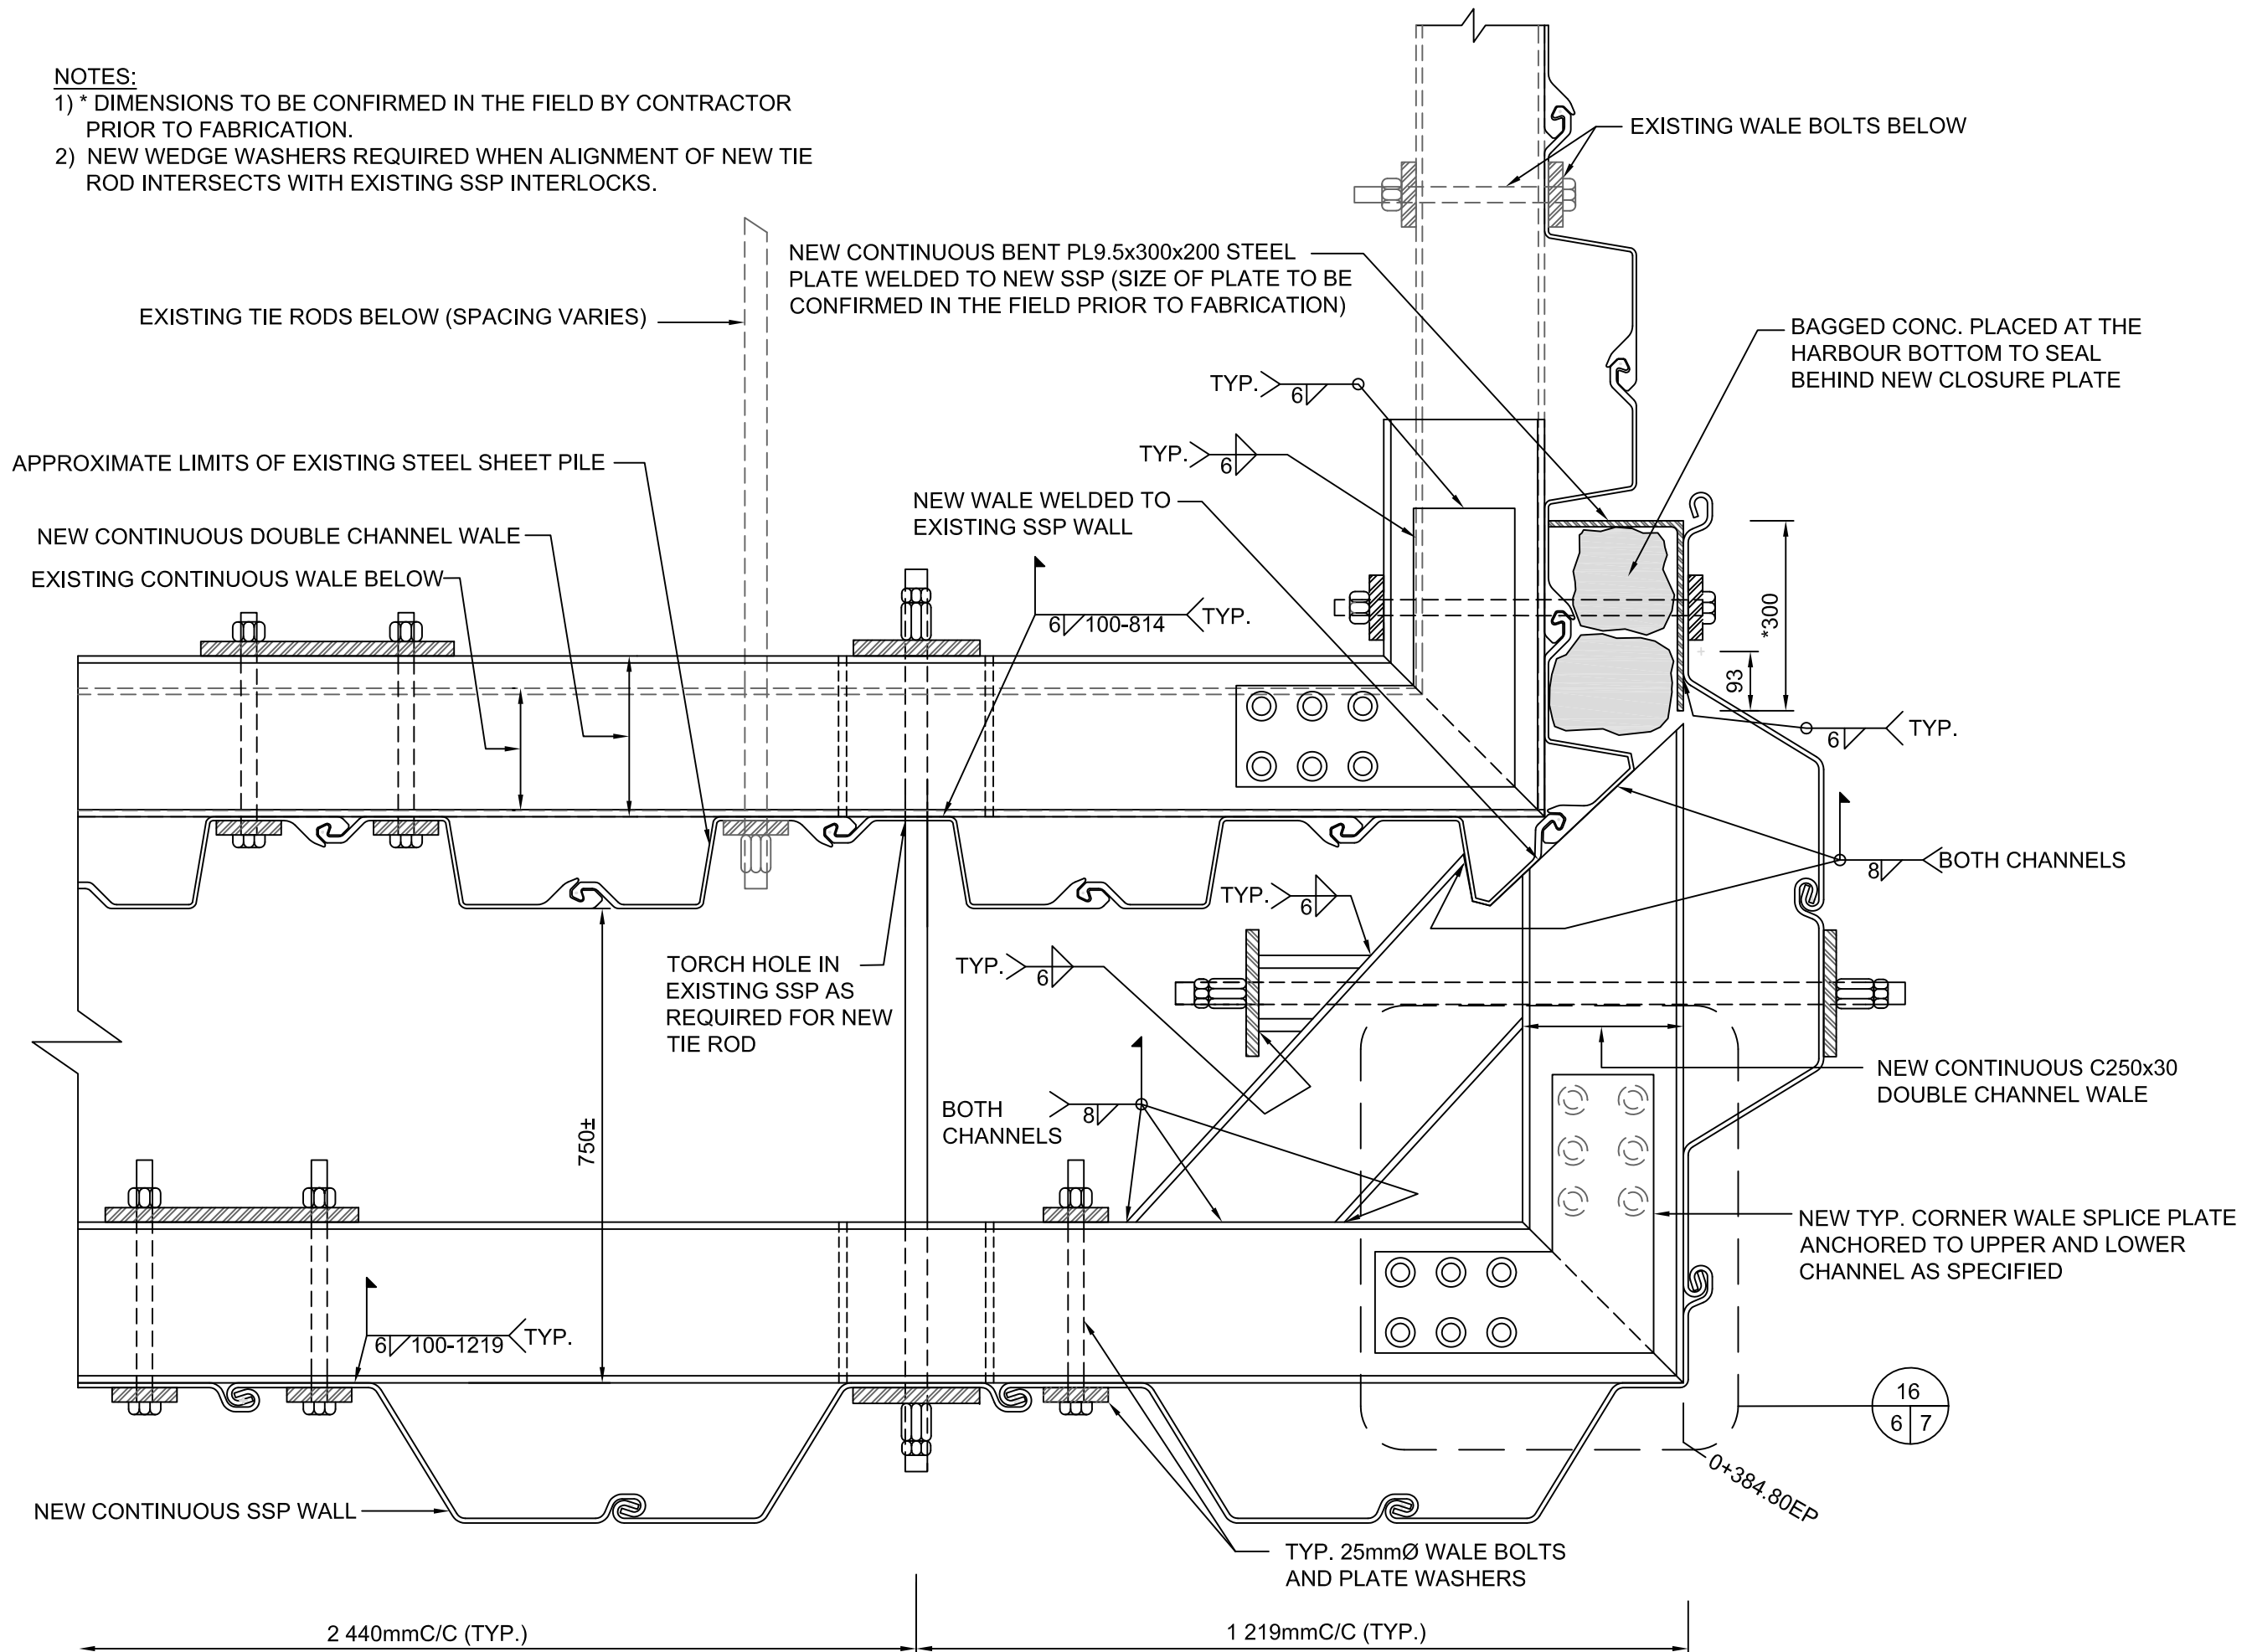 NOTES:
1) * DIMENSIONS TO BE CONFIRMED IN THE FIELD BY CONTRACTOR
PRIOR TO FABRICATION.
2) NEW WEDGE WASHERS REQUIRED WHEN ALIGNMENT OF NEW TIE
ROD INTERSECTS WITH EXISTING SSP INTERLOCKS.
EXISTING WALE BOLTS BELOW
NEW CONTINUOUS BENT PL9.5x300x200 STEEL
PLATE WELDED TO NEW SSP (SIZE OF PLATE TO BE
CONFIRMED IN THE FIELD PRIOR TO FABRICATION)
EXISTING TIE RODS BELOW (SPACING VARIES)
BAGGED CONC. PLACED AT THE
HARBOUR BOTTOM TO SEAL
BEHIND NEW CLOSURE PLATE
TYP.
6
TYP.
6
APPROXIMATE LIMITS OF EXISTING STEEL SHEET PILE
NEW WALE WELDED TO
EXISTING SSP WALL
NEW CONTINUOUS DOUBLE CHANNEL WALE
EXISTING CONTINUOUS WALE BELOW
6 100-814 TYP.
*300
93
6 TYP.
8 BOTH CHANNELS
TYP.
6
TYP.
6
TORCH HOLE IN
EXISTING SSP AS
REQUIRED FOR NEW
TIE ROD
750±
BOTH
CHANNELS
8
NEW CONTINUOUS C250x30
DOUBLE CHANNEL WALE
NEW TYP. CORNER WALE SPLICE PLATE
ANCHORED TO UPPER AND LOWER
CHANNEL AS SPECIFIED
6 100-1219 TYP.
16
6 7
0+384.80EP
NEW CONTINUOUS SSP WALL
TYP. 25mmØ WALE BOLTS
AND PLATE WASHERS
2 440mmC/C (TYP.)
1 219mmC/C (TYP.)